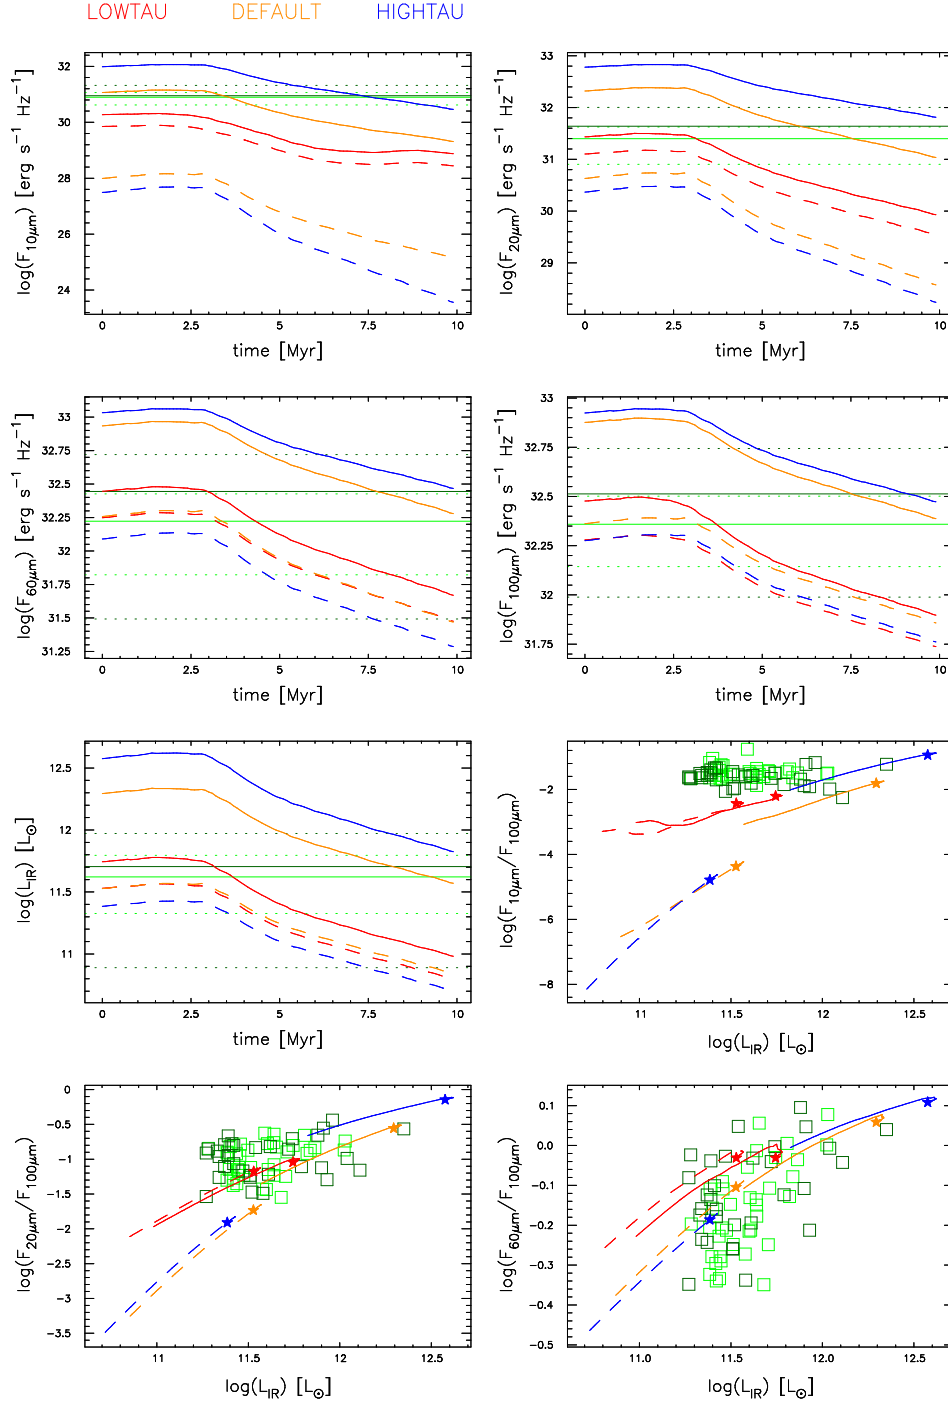 LOWTAU DEFAULT HIGHTAU
log(F10μm) [erg s−1 Hz−1]
32
30
28
26
24
0 2.5 5 7.5 10
time [Myr]
log(F20μm) [erg s−1 Hz−1]
33
32
31
30
29
0 2.5 5 7.5 10
time [Myr]
log(F60μm) [erg s−1 Hz−1]
33
32.75
32.5
32.25
32
31.75
31.5
31.25
0 2.5 5 7.5 10
time [Myr]
log(F100μm) [erg s−1 Hz−1]
33
32.75
32.5
32.25
32
31.75
0 2.5 5 7.5 10
time [Myr]
log(LIR) [L⊙]
12.5
12
11.5
11
0 2.5 5 7.5 10
time [Myr]
log(F10μm/F100μm)
−2
−4
−6
−8
11 11.5 12 12.5
log(LIR) [L⊙]
log(F20μm/F100μm)
0
−0.5
−1
−1.5
−2
−2.5
−3
−3.5
11 11.5 12 12.5
log(LIR) [L⊙]
log(F60μm/F100μm)
0.1
0.0
−0.1
−0.2
−0.3
−0.4
−0.5
11.0 11.5 12.0 12.5
log(LIR) [L⊙]